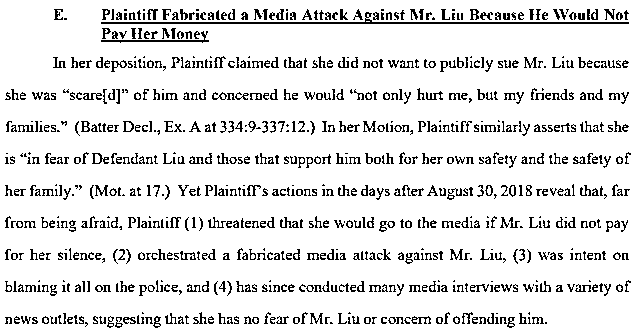 E. Plaintiff Fabricated a Media Attack Against Mr. Liu Because He Would Not
Pay Her Money
In her deposition, Plaintiff claimed that she did not want to publicly sue Mr. Liu because
she was “scare[d]” of him and concerned he would “not only hurt me, but my friends and my
families.” (Batter Decl., Ex. A at 334:9-337:12.) In her Motion, Plaintiff similarly asserts that she
is “in fear of Defendant Liu and those that support him both for her own safety and the safety of
her family.” (Mot. at 17.) Yet Plaintiff’s actions in the days after August 30, 2018 reveal that, far
from being afraid, Plaintiff (1) threatened that she would go to the media if Mr. Liu did not pay
for her silence, (2) orchestrated a fabricated media attack against Mr. Liu, (3) was intent on
blaming it all on the police, and (4) has since conducted many media interviews with a variety of
news outlets, suggesting that she has no fear of Mr. Liu or concern of offending him.